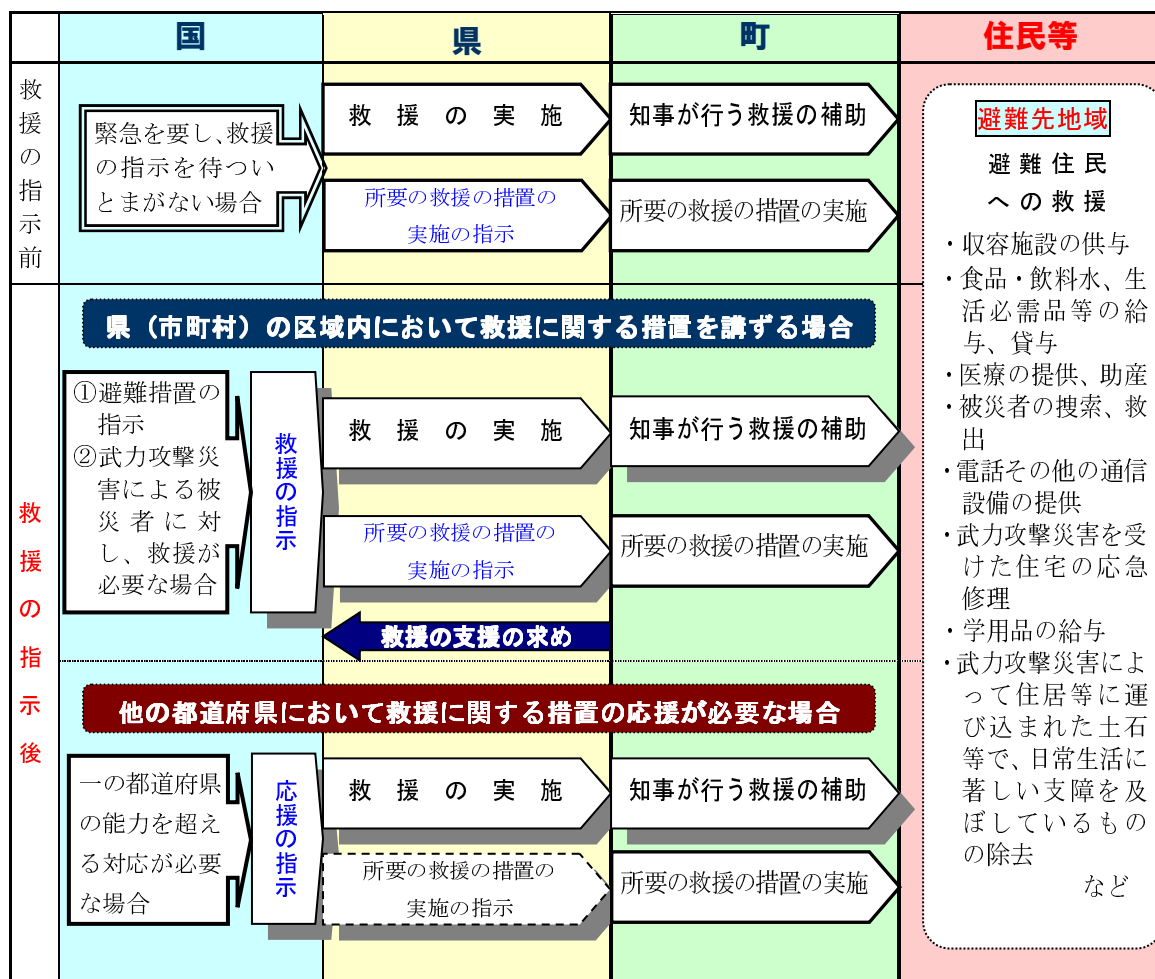 国
県
町
住民等
救援の指示前
緊急を要し、救援
の指示を待つい
とまがない場合
救援の実施
知事が行う救援の補助
所要の救援の措置の
実施の指示
所要の救援の措置の実施
救援の指示後
県（市町村）の区域内において救援に関する措置を講ずる場合
①避難措置の
指示
②武力攻撃災
害による被
災者に対
し、救援が
必要な場合
救援の指示
救援の実施
知事が行う救援の補助
所要の救援の措置の
実施の指示
所要の救援の措置の実施
救援の支援の求め
他の都道府県において救援に関する措置の応援が必要な場合
一の都道府県
の能力を超え
る対応が必要
な場合
応援の指示
救援の実施
知事が行う救援の補助
所要の救援の措置の
実施の指示
所要の救援の措置の実施
避難先地域
避難住民
への救援
・収容施設の供与
・食品・飲料水、生
活必需品等の給
与、貸与
・医療の提供、助産
・被災者の捜索、救
出
・電話その他の通信
設備の提供
・武力攻撃災害を受
けた住宅の応急
修理
・学用品の給与
・武力攻撃災害によ
って住居等に運
び込まれた土石
等で、日常生活に
著しい支障を及
ぼしているもの
の除去
など